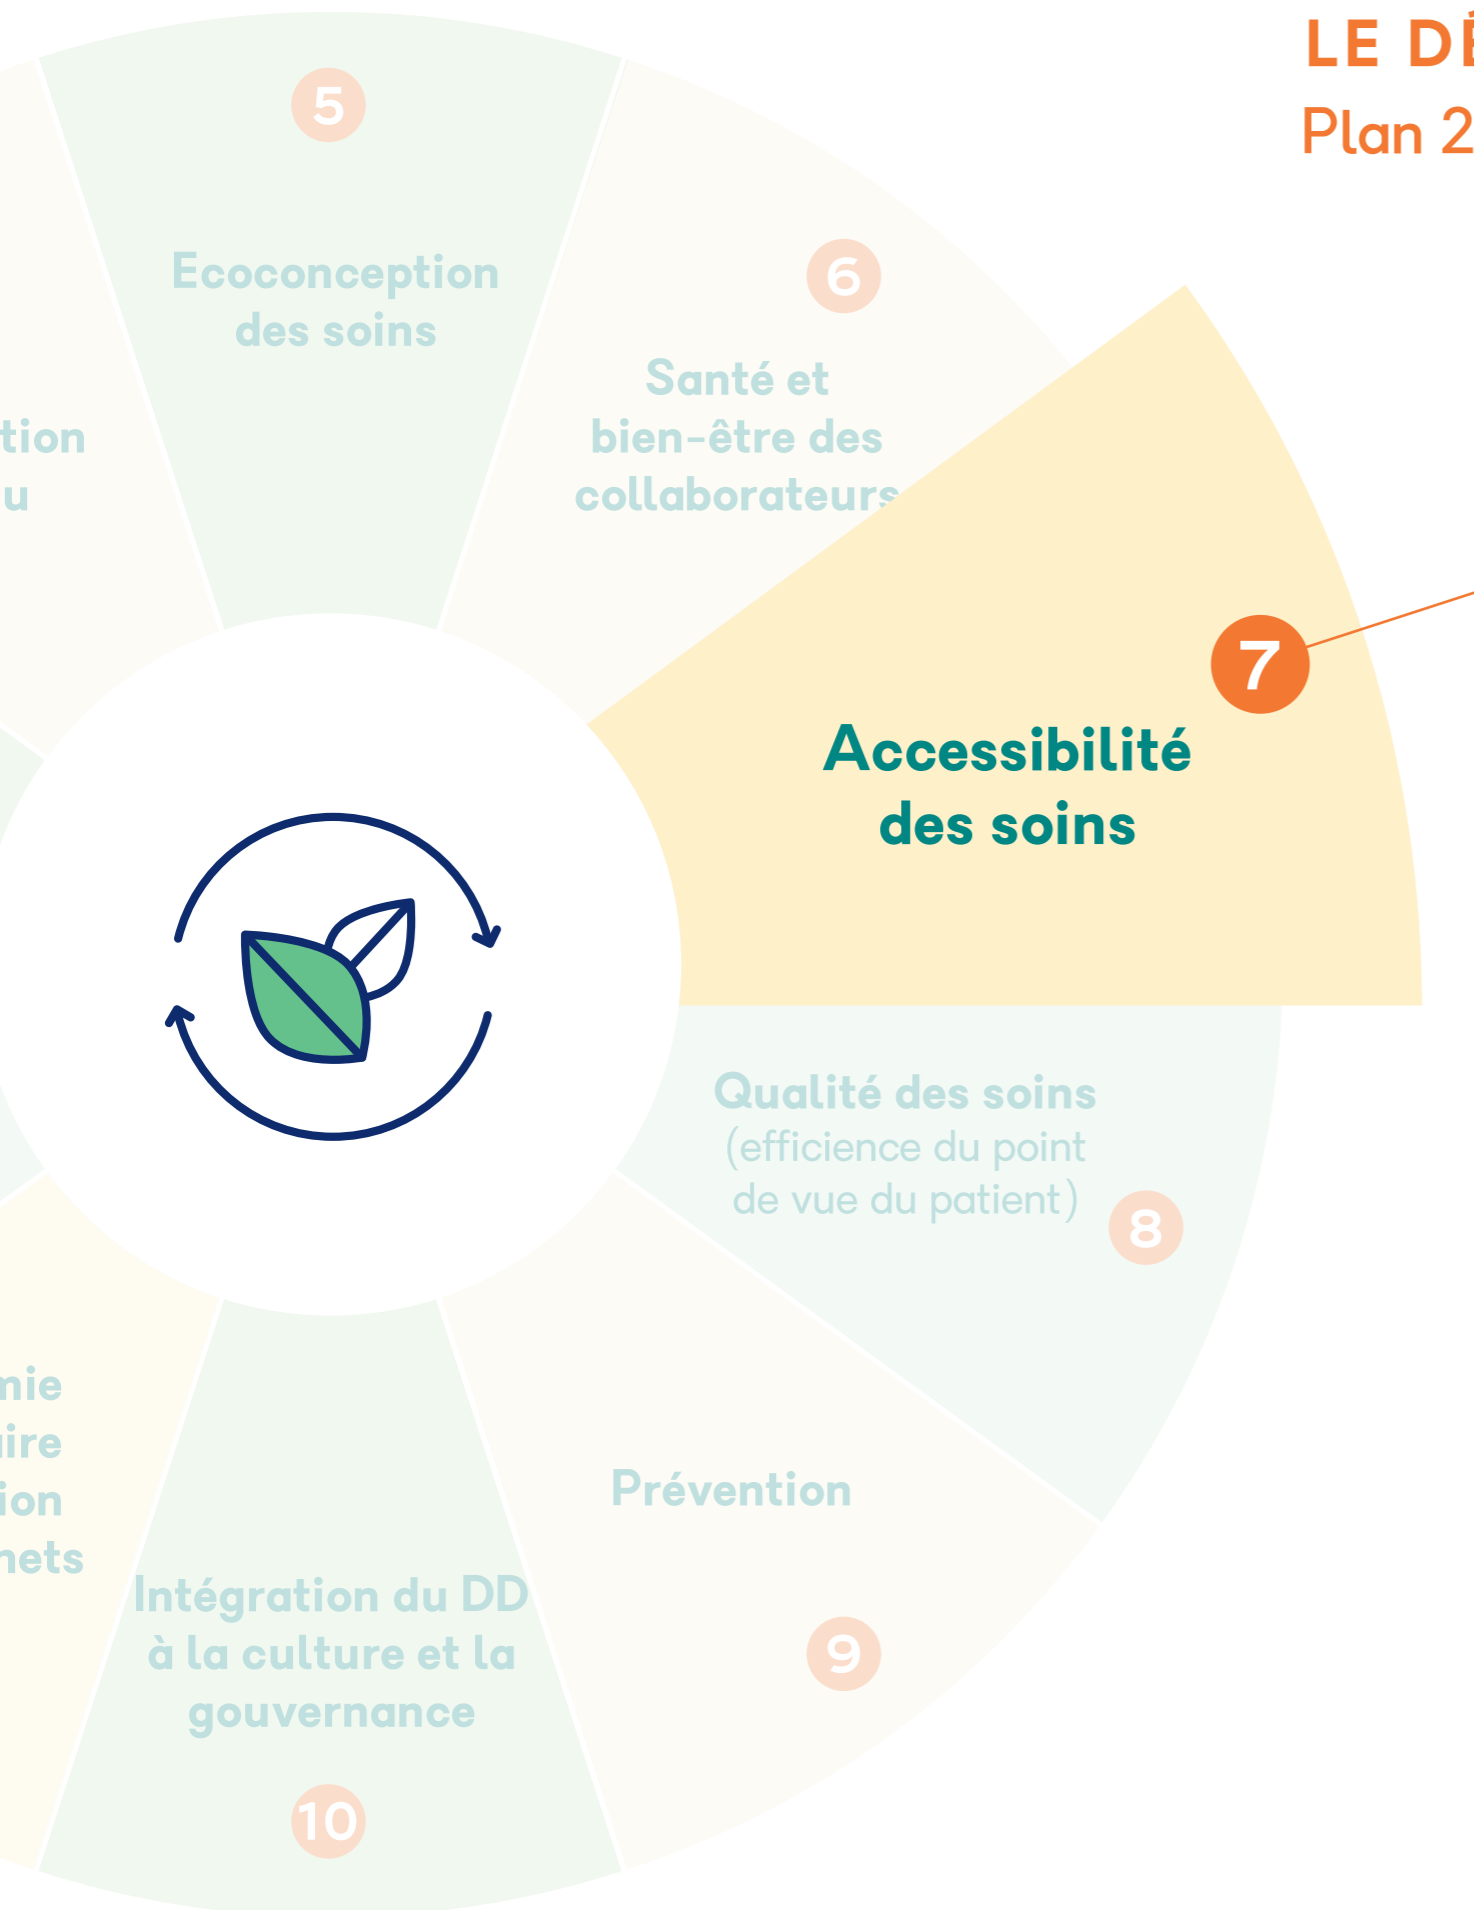 LE DÉ
Plan 2
5
Ecoconception
des soins
6
Santé et
bien-être des
collaborateurs
tion
u
7
Accessibilité
des soins
Qualité des soins
(efficience du point
de vue du patient)
8
mie
ire
ion
hets
Prévention
9
Intégration du DD
à la culture et la
gouvernance
10